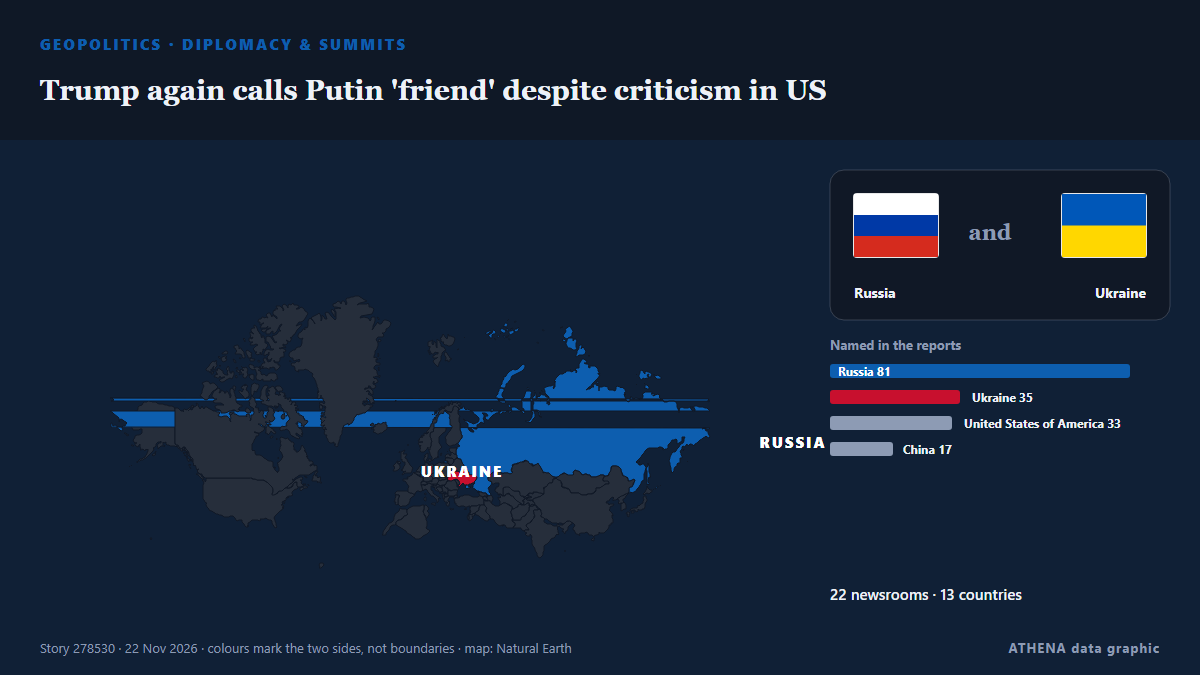 GEOPOLITICS · DIPLOMACY & SUMMITS
Trump again calls Putin 'friend' despite criticism in US
and
Russia
Ukraine
Named in the reports
Russia 81
Ukraine 35
United States of America 33
China 17
RUSSIA
UKRAINE
22 newsrooms · 13 countries
Story 278530 · 22 Nov 2026 · colours mark the two sides, not boundaries · map: Natural Earth
ATHENA data graphic